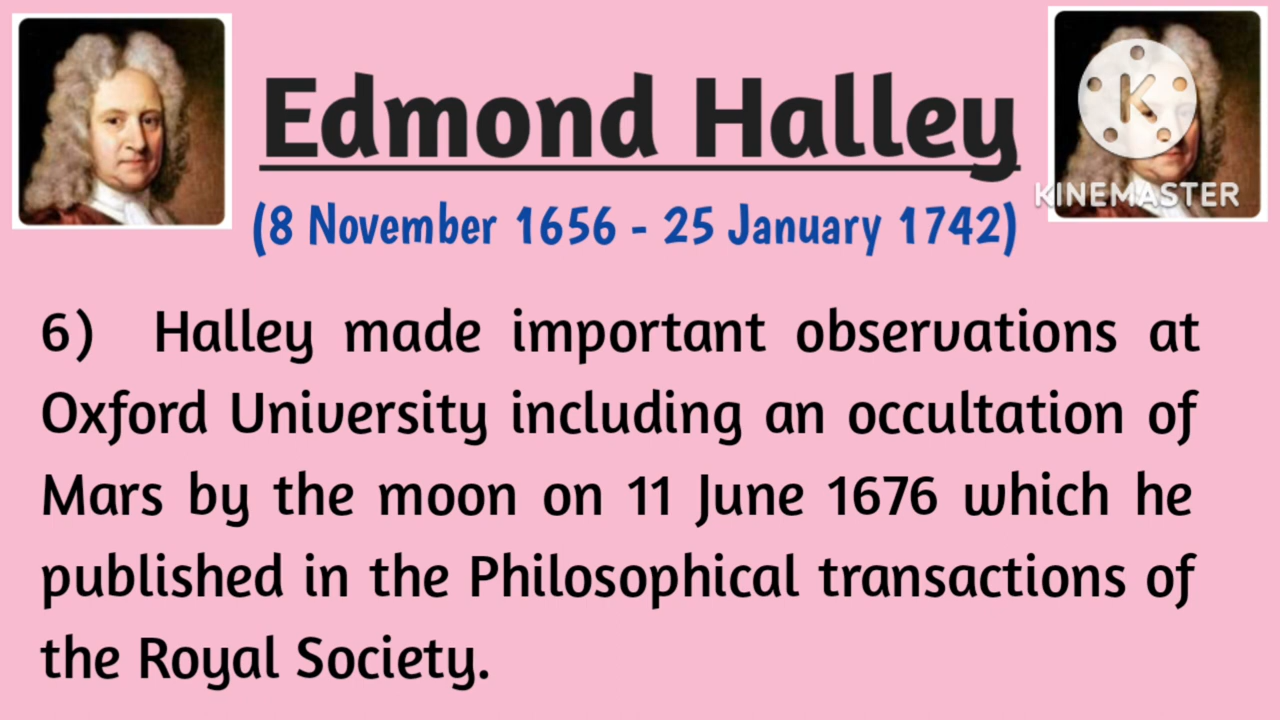 Edmond Halley
K
KINEMASTER
(8 November 1656 - 25 January 1742)
6) Halley made important observations at
Oxford University including an occultation of
Mars by the moon on 11 June 1676 which he
published in the Philosophical transactions of
the Royal Society.